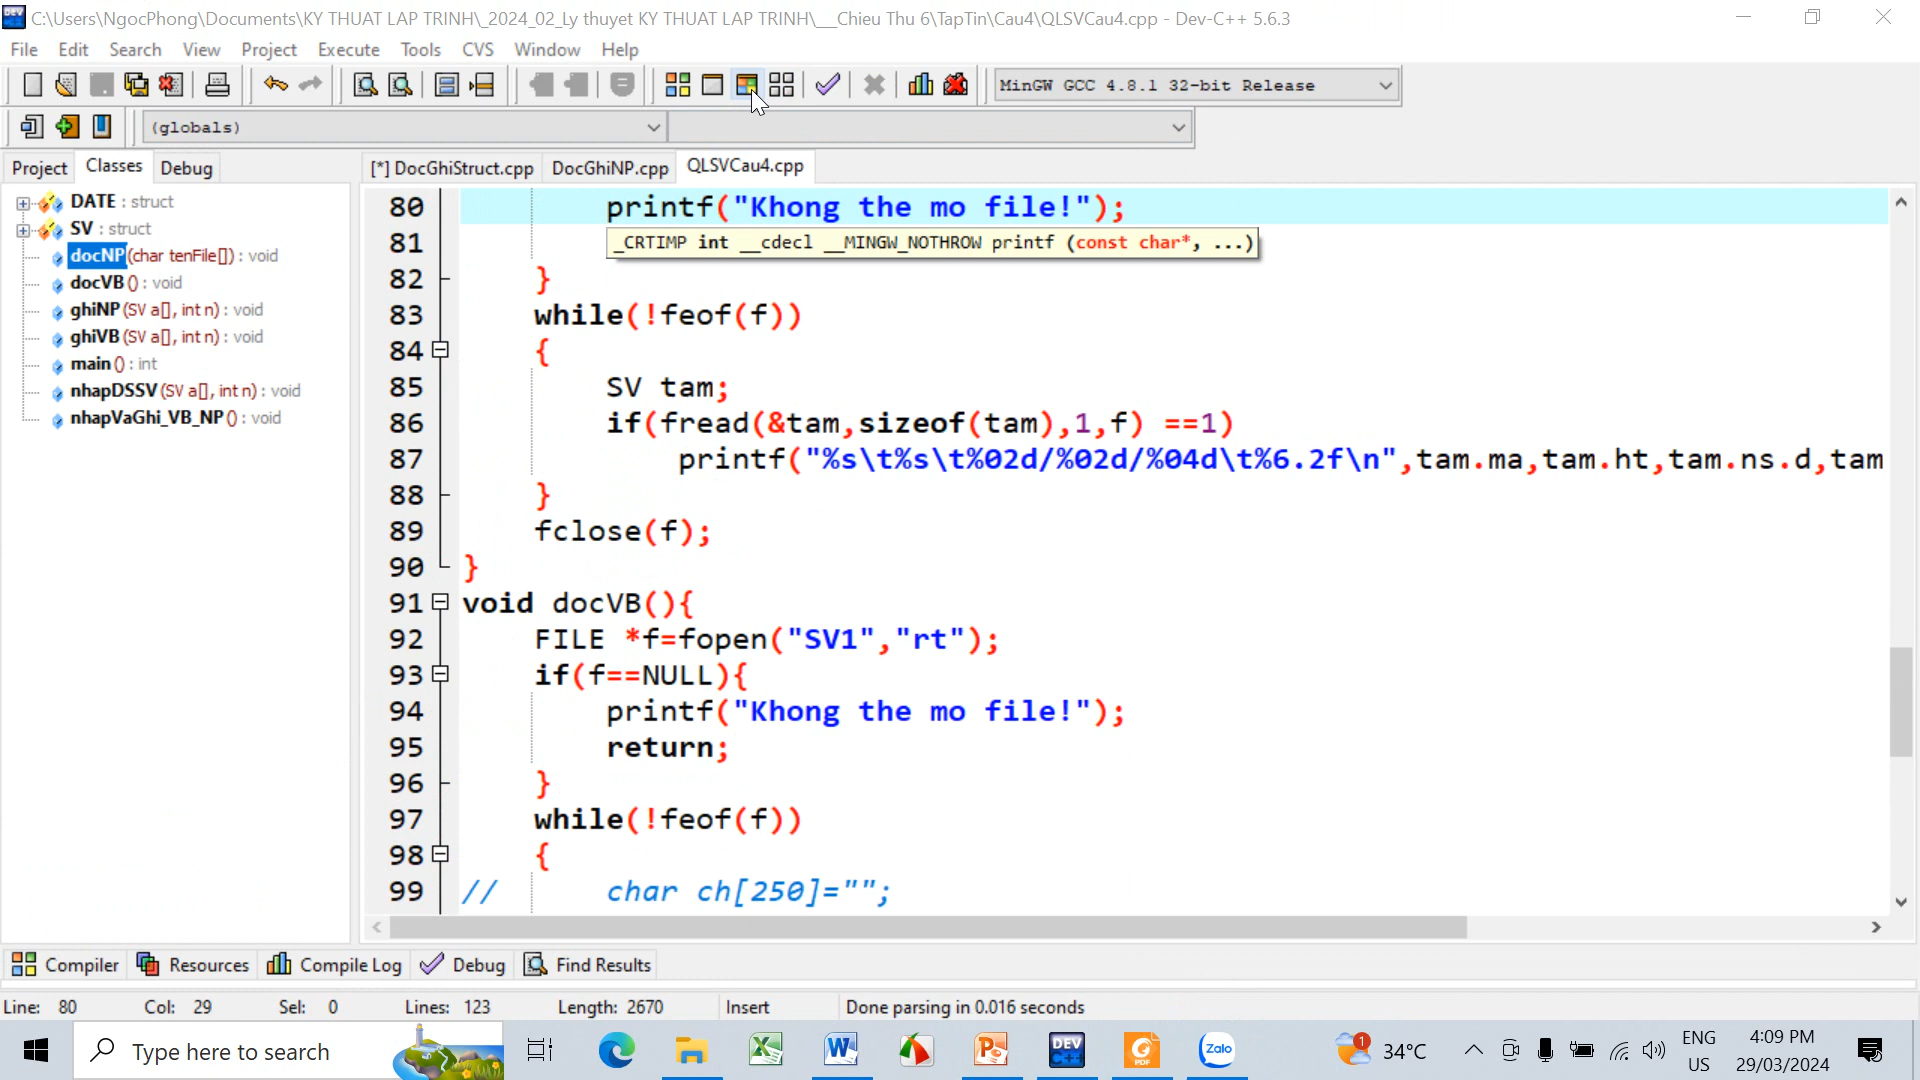 C:\Users\NgocPhong\Documents\KY THUAT LAP TRINH\_2024_02_Ly thuyet KY THUAT LAP TRINH\___Chieu Thu 6\TapTin\Cau4\QLSVCau4.cpp - Dev-C++ 5.6.3
File Edit Search View Project Execute Tools CVS Window Help
MinGW GCC 4.8.1 32-bit Release
(globals)
Project Classes Debug [*] DocGhiStruct.cpp DocGhiNP.cpp QLSVCau4.cpp
DATE : struct
SV : struct
docNP (char tenFile[]) : void
docVB () : void
ghiNP (SV a[], int n) : void
ghiVB (SV a[], int n) : void
main () : int
nhapDSSV (SV a[], int n) : void
nhapVaGhi_VB_NP () : void
80 printf("Khong the mo file!");
81 _CRTIMP int __cdecl __MINGW_NOTHROW printf (const char*, ...)
82 }
83 while(!feof(f))
84 {
85 SV tam;
86 if(fread(&tam,sizeof(tam),1,f) ==1)
87 printf("%s\t%s\t%02d/%02d/%04d\t%6.2f\n",tam.ma,tam.ht,tam.ns.d,tam
88 }
89 fclose(f);
90 }
91 void docVB(){
92 FILE *f=fopen("SV1","rt");
93 if(f==NULL){
94 printf("Khong the mo file!");
95 return;
96 }
97 while(!feof(f))
98 {
99 // char ch[250]="";
Compiler Resources Compile Log Debug Find Results
Line: 80 Col: 29 Sel: 0 Lines: 123 Length: 2670 Insert Done parsing in 0.016 seconds
Type here to search
DEV C++
PDF
Zalo
1
34°C
ENG
US
4:09 PM
29/03/2024